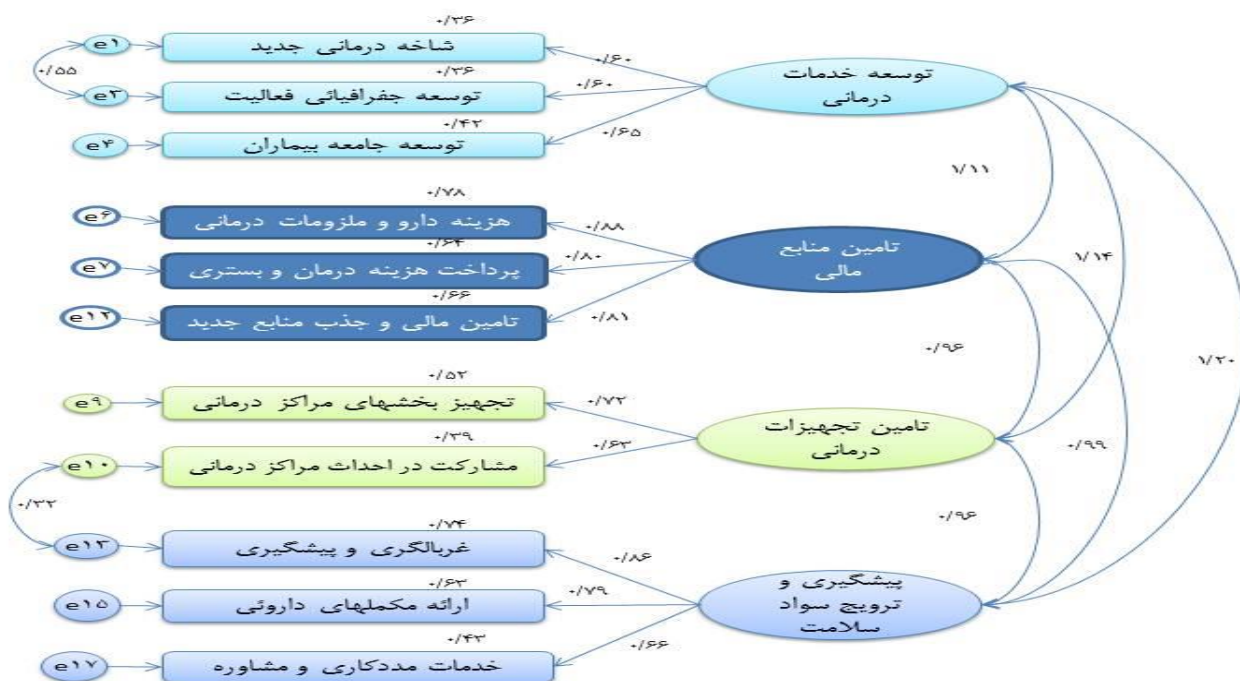 ۰/۳۶
e۱
شاخه درمانی جدید
۰/۶۰
۰/۵۵
۰/۳۶
e۳
توسعه جغرافیائی فعالیت
۰/۶۰
توسعه خدمات
درمانی
۰/۴۲
e۴
توسعه جامعه بیماران
۰/۶۵
۱/۱۱
۰/۷۸
e۶
هزینه دارو و ملزومات درمانی
۰/۸۸
۰/۶۴
e۷
پرداخت هزینه درمان و بستری
۰/۸۰
تامین منابع
مالی
۱/۱۴
۰/۶۶
e۱۲
تامین مالی و جذب منابع جدید
۰/۸۱
۰/۹۶
۱/۲۰
۰/۵۲
e۹
تجهیز بخشهای مراکز درمانی
۰/۷۲
تامین تجهیزات
درمانی
۰/۳۹
e۱۰
مشارکت در احداث مراکز درمانی
۰/۶۳
۰/۹۹
۰/۳۲
۰/۹۶
۰/۷۴
e۱۳
غربالگری و پیشگیری
۰/۸۶
۰/۶۳
e۱۵
ارائه مکملهای داروئی
۰/۷۹
پیشگیری و
ترویج سواد
سلامت
۰/۴۳
e۱۷
خدمات مددکاری و مشاوره
۰/۶۶